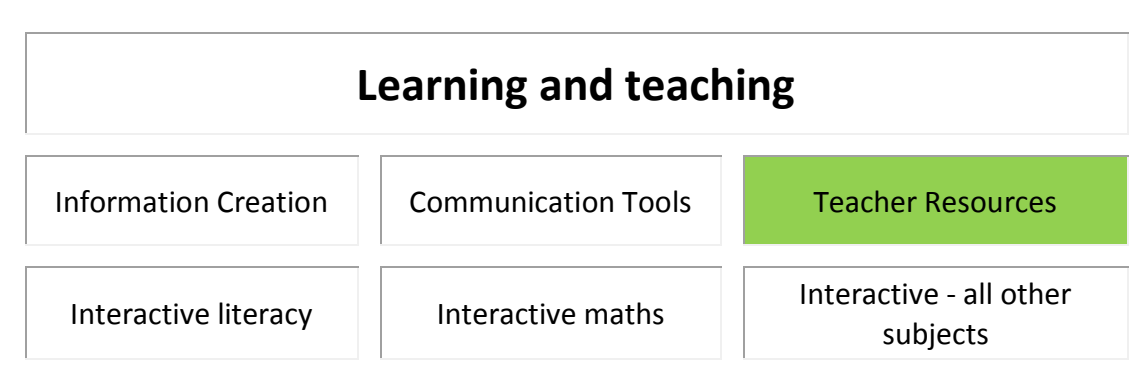 Learning and teaching
Information Creation
Communication Tools
Teacher Resources
Interactive literacy
Interactive maths
Interactive - all other
subjects